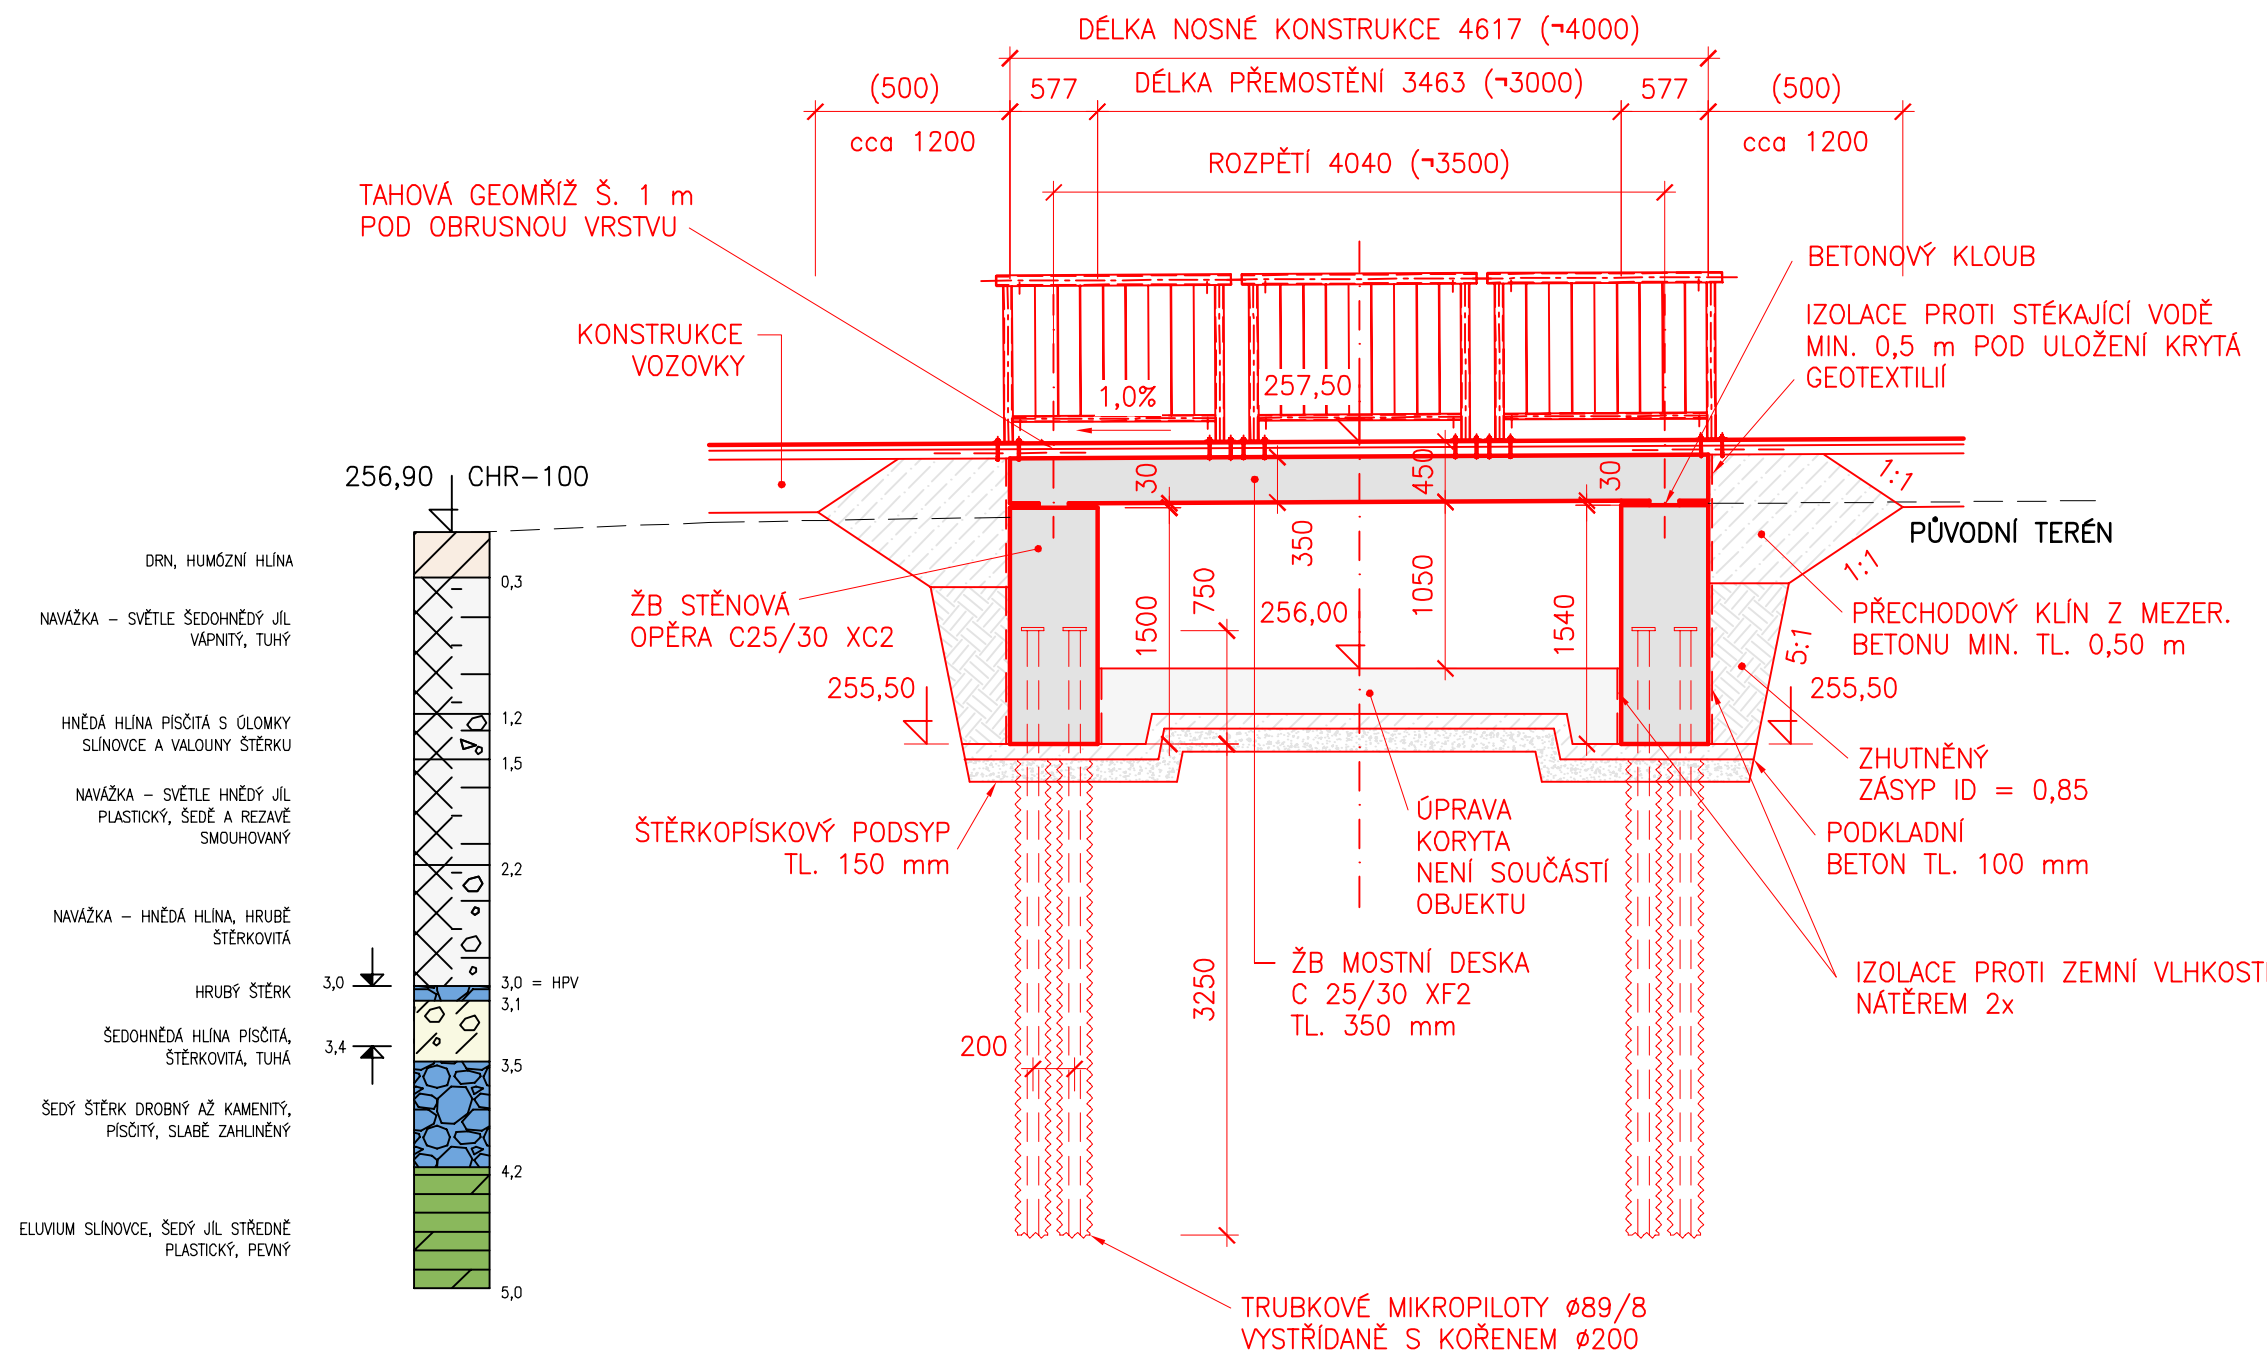 DÉLKA NOSNÉ KONSTRUKCE 4617 (¬4000)
(500)
577
DÉLKA PŘEMOSTĚNÍ 3463 (¬3000)
577
(500)
cca 1200
cca 1200
ROZPĚTÍ 4040 (¬3500)
TAHOVÁ GEOMŘÍŽ Š. 1 m
POD OBRUSNOU VRSTVU
BETONOVÝ KLOUB
IZOLACE PROTI STÉKAJÍCÍ VODĚ
MIN. 0,5 m POD ULOŽENÍ KRYTÁ
GEOTEXTILIÍ
KONSTRUKCE
VOZOVKY
1,0%
257,50
256,90
CHR-100
30
450
30
1:1
PŮVODNÍ TERÉN
350
1:1
DRN, HUMÓZNÍ HLÍNA
0,3
NAVÁŽKA – SVĚTLE ŠEDOHNĚDÝ JÍL
VÁPNITÝ, TUHÝ
ŽB STĚNOVÁ
OPĚRA C25/30 XC2
1500
750
256,00
1050
1540
PŘECHODOVÝ KLÍN Z MEZER.
BETONU MIN. TL. 0,50 m
5:1
255,50
255,50
HNĚDÁ HLÍNA PÍSČITÁ S ÚLOMKY
SLÍNOVCE A VALOUNY ŠTĚRKU
1,2
1,5
ZHUTNĚNÝ
ZÁSYP ID = 0,85
NAVÁŽKA – SVĚTLE HNĚDÝ JÍL
PLASTICKÝ, ŠEDĚ A REZAVĚ
SMOUHOVANÝ
2,2
ŠTĚRKOPÍSKOVÝ PODSYP
TL. 150 mm
ÚPRAVA
KORYTA
NENÍ SOUČÁSTÍ
OBJEKTU
PODKLADNÍ
BETON TL. 100 mm
NAVÁŽKA – HNĚDÁ HLÍNA, HRUBĚ
ŠTĚRKOVITÁ
3,0
3,0 = HPV
HRUBÝ ŠTĚRK
3,1
3250
ŽB MOSTNÍ DESKA
C 25/30 XF2
TL. 350 mm
IZOLACE PROTI ZEMNÍ VLHKOSTI
NÁTĚREM 2x
ŠEDOHNĚDÁ HLÍNA PÍSČITÁ,
ŠTĚRKOVITÁ, TUHÁ
3,4
3,5
200
ŠEDÝ ŠTĚRK DROBNÝ AŽ KAMENITÝ,
PÍSČITÝ, SLABĚ ZAHLINĚNÝ
4,2
ELUVIUM SLÍNOVCE, ŠEDÝ JÍL STŘEDNĚ
PLASTICKÝ, PEVNÝ
5,0
TRUBKOVÉ MIKROPILOTY ø89/8
VYSTŘÍDANĚ S KOŘENEM ø200